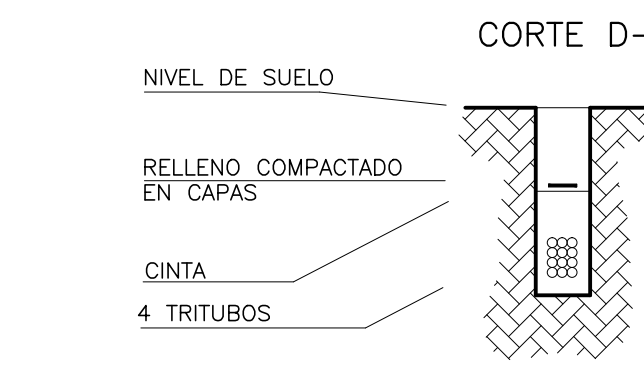 CORTE D-
NIVEL DE SUELO
RELLENO COMPACTADO
EN CAPAS
CINTA
4 TRITUBOS